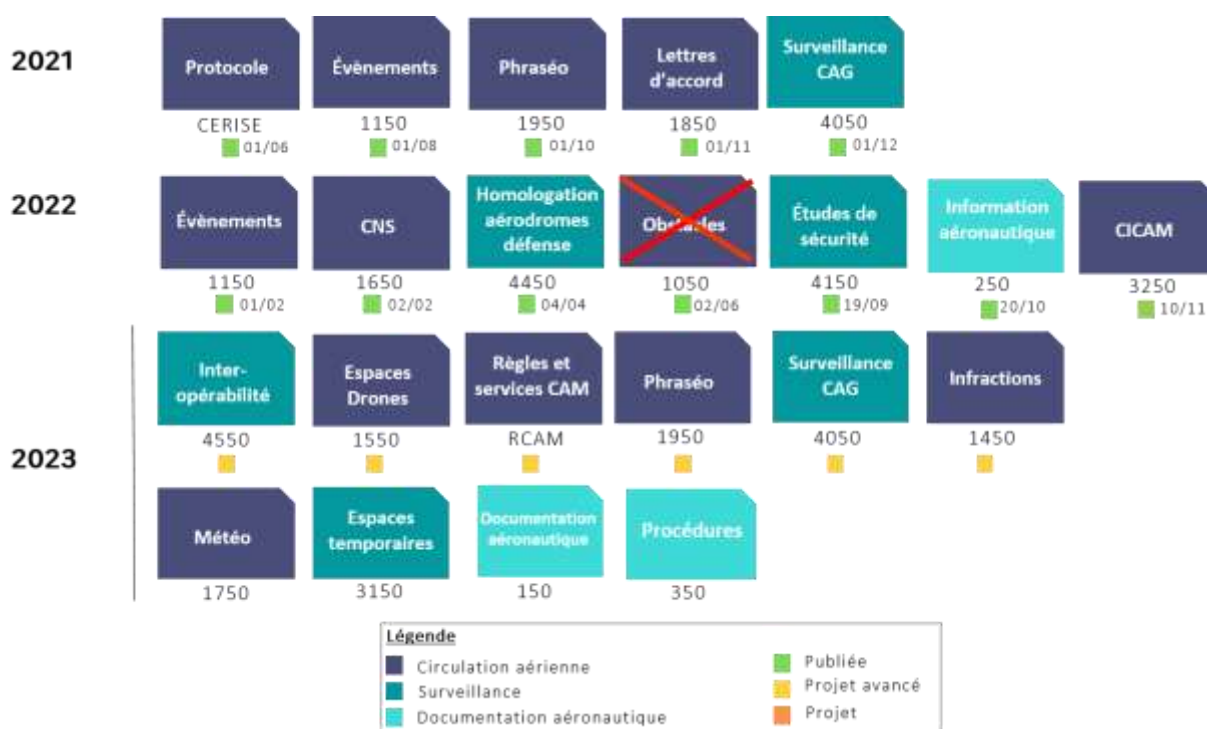 2021
Protocole
Évènements
Phraséo
Lettres
d'accord
Surveillance
CAG
CERISE
1150
1950
1850
4050
01/06
01/08
01/10
01/11
01/12
2022
Évènements
CNS
Homologation
aérodromes
défense
Obstacles
Études de
sécurité
Information
aéronautique
CICAM
1150
1650
4450
1050
4150
250
3250
01/02
02/02
04/04
02/06
19/09
20/10
10/11
2023
Inter-
opérabilité
Espaces
Drones
Règles et
services CAM
Phraséo
Surveillance
CAG
Infractions
4550
1550
RCAM
1950
4050
1450
Météo
Espaces
temporaires
Documentation
aéronautique
Procédures
1750
3150
150
350
Légende
Circulation aérienne
Surveillance
Documentation aéronautique
Publiée
Projet avancé
Projet